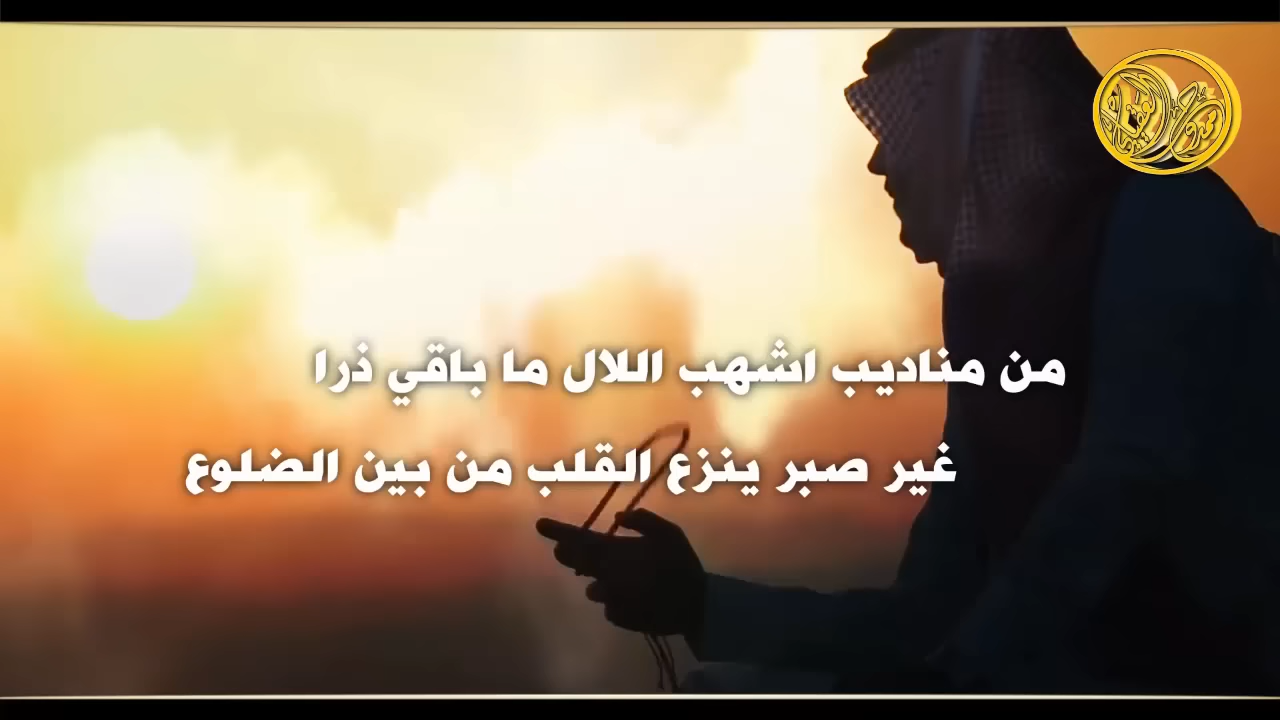 من مناديب اشهب اللال ما باقي ذرا
غير صبر ينزع القلب من بين الضلوع